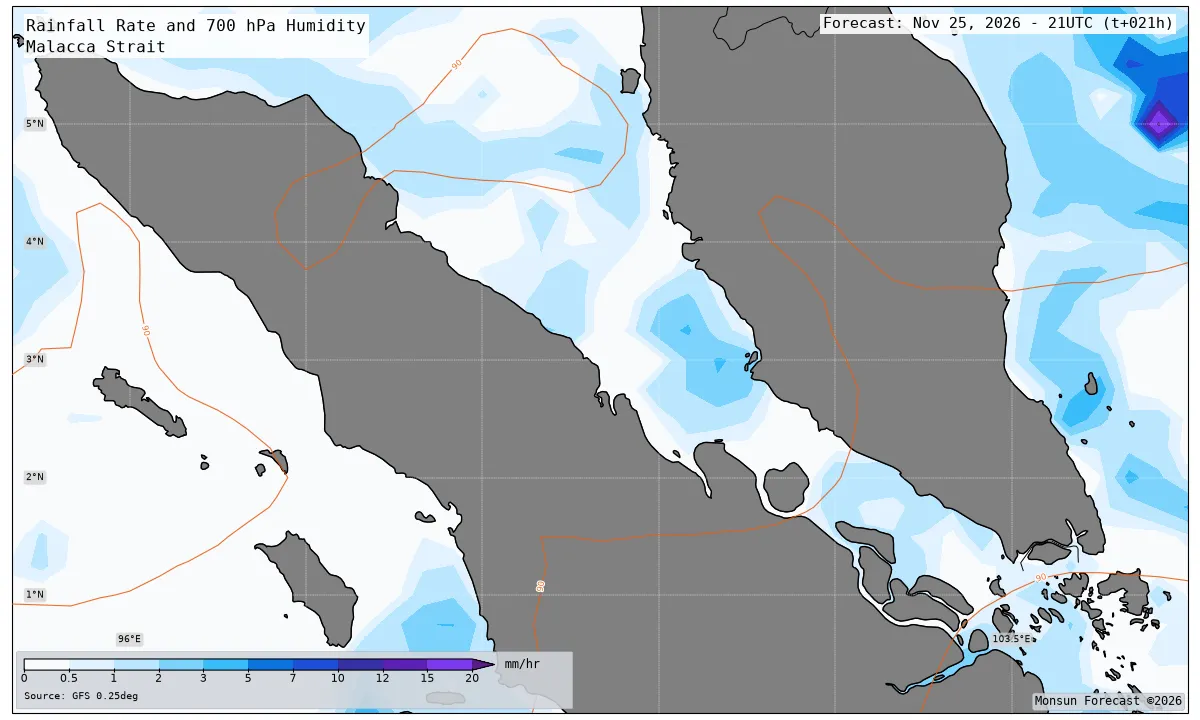 Rainfall Rate and 700 hPa Humidity
Malacca Strait
Forecast: Nov 25, 2026 - 21UTC (t+021h)
90
5°N
4°N
90
3°N
2°N
90
90
1°N
96°E
103.5°E
0 0.5 1 2 3 5 7 10 12 15 20 mm/hr
Source: GFS 0.25deg
Monsun Forecast ©2026